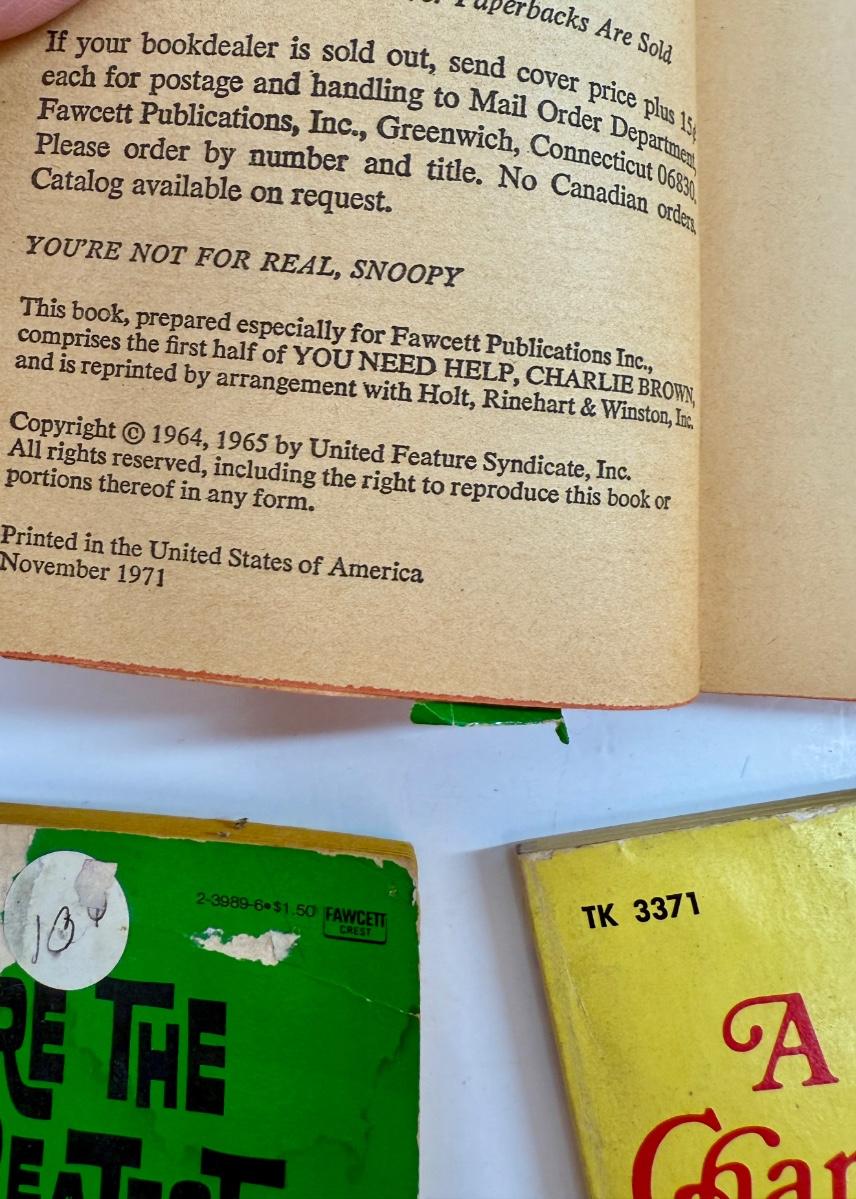 Paperbacks Are Sold
If your bookdealer is sold out, send cover price plus 15¢
each for postage and handling to Mail Order Department,
Fawcett Publications, Inc., Greenwich, Connecticut 06830.
Please order by number and title. No Canadian orders.
Catalog available on request.
YOU'RE NOT FOR REAL, SNOOPY
This book, prepared especially for Fawcett Publications Inc.,
comprises the first half of YOU NEED HELP, CHARLIE BROWN,
and is reprinted by arrangement with Holt, Rinehart & Winston, Inc.
Copyright © 1964, 1965 by United Feature Syndicate, Inc.
All rights reserved, including the right to reproduce this book or
portions thereof in any form.
Printed in the United States of America
November 1971
2-3989-6•$1.50 FAWCETT
CREST
10
RE THE
REATEST
TK 3371
A
Char